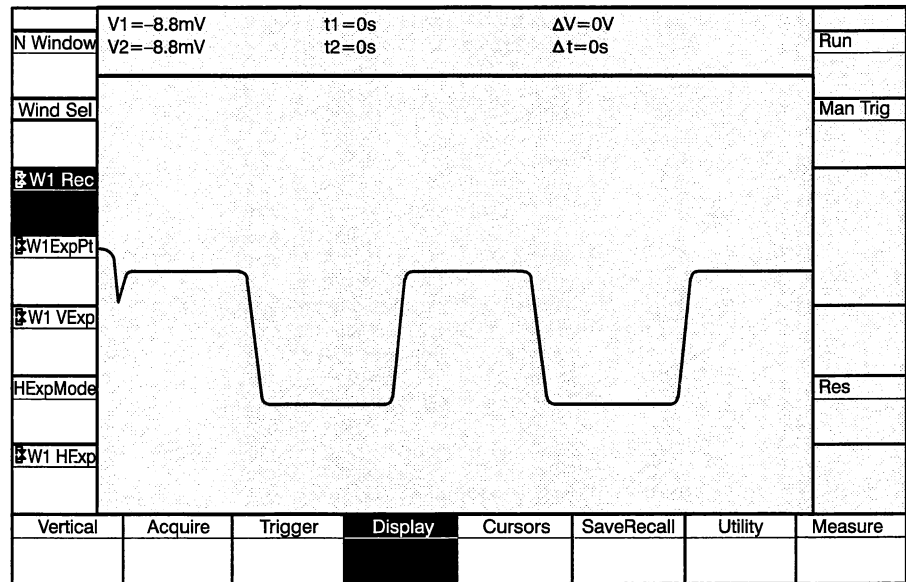 V1=–8.8mV t1=0s ΔV=0V
V2=–8.8mV t2=0s Δt=0s
N Window
Wind Sel
W1 Rec
W1ExpPt
W1 VExp
HExpMode
W1 HExp
Run
Man Trig
Res
Vertical Acquire Trigger Display Cursors SaveRecall Utility Measure